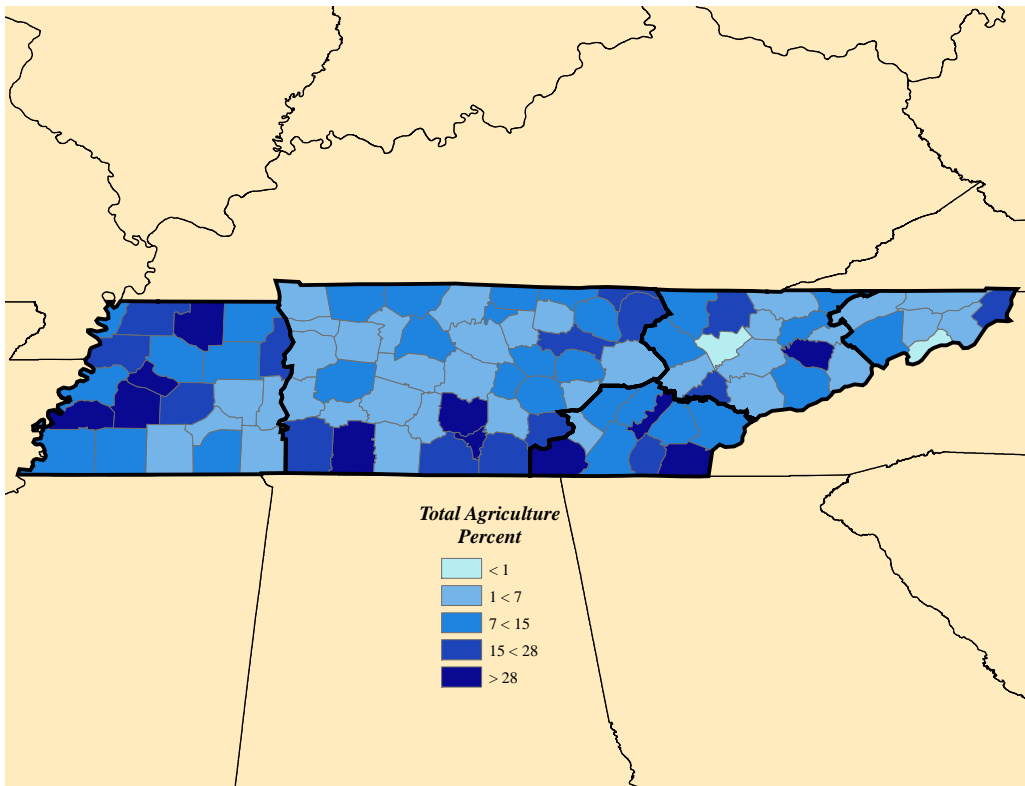 Total Agriculture
Percent
< 1
1 < 7
7 < 15
15 < 28
> 28